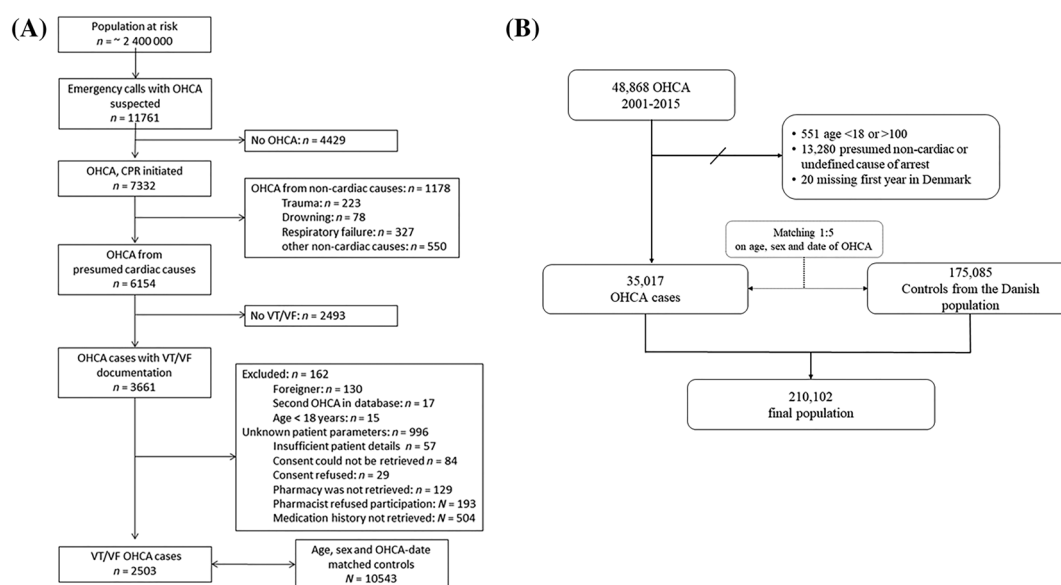 (A)
Population at risk
n = ~ 2 400 000
Emergency calls with OHCA
suspected
n = 11761
No OHCA: n = 4429
OHCA, CPR initiated
n = 7332
OHCA from non-cardiac causes: n = 1178
Trauma: n = 223
Drowning: n = 78
Respiratory failure: n = 327
other non-cardiac causes: n = 550
OHCA from
presumed cardiac causes
n = 6154
No VT/VF: n = 2493
OHCA cases with VT/VF
documentation
n = 3661
Excluded: n = 162
Foreigner: n = 130
Second OHCA in database: n = 17
Age < 18 years: n = 15
Unknown patient parameters: n = 996
Insufficient patient details n = 57
Consent could not be retrieved n = 84
Consent refused: n = 29
Pharmacy was not retrieved: n = 129
Pharmacist refused participation: N = 193
Medication history not retrieved: N = 504
VT/VF OHCA cases
n = 2503
Age, sex and OHCA-date
matched controls
N = 10543
(B)
48,868 OHCA
2001-2015
• 551 age <18 or >100
• 13,280 presumed non-cardiac or
undefined cause of arrest
• 20 missing first year in Denmark
Matching 1:5
on age, sex and date of OHCA
35,017
OHCA cases
175,085
Controls from the Danish
population
210,102
final population